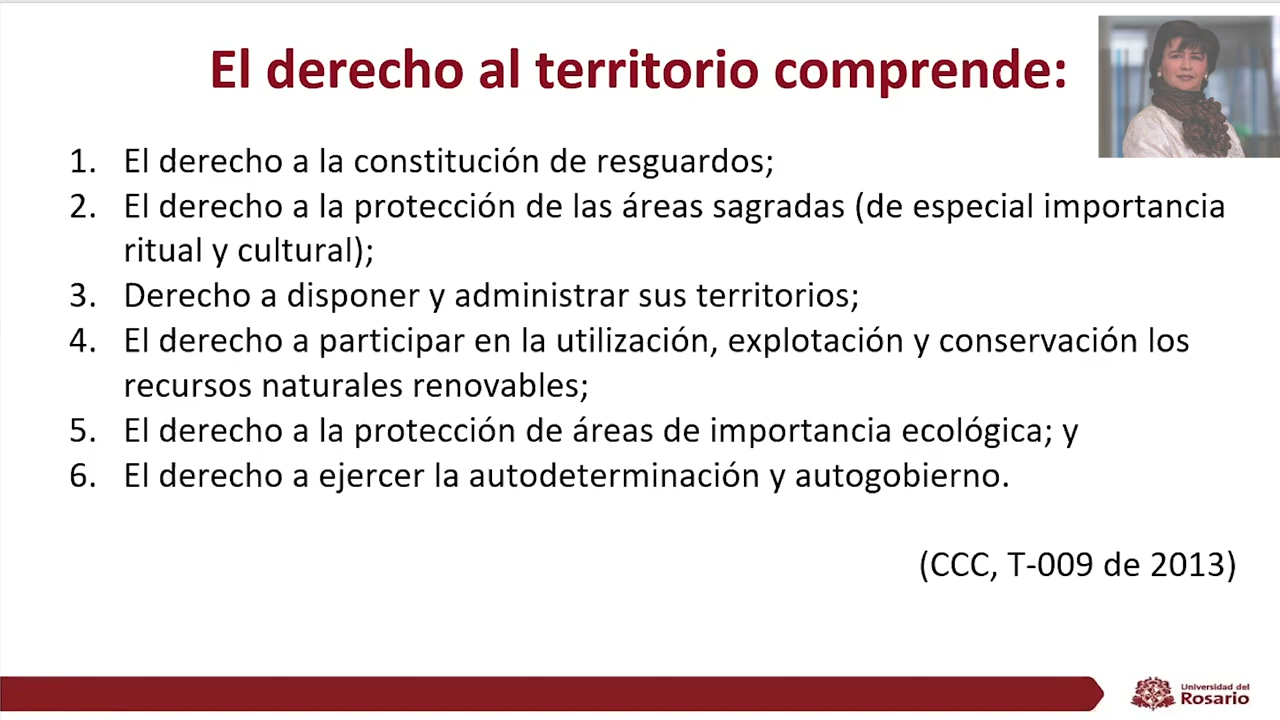 El derecho al territorio comprende:
1. El derecho a la constitución de resguardos;
2. El derecho a la protección de las áreas sagradas (de especial importancia
ritual y cultural);
3. Derecho a disponer y administrar sus territorios;
4. El derecho a participar en la utilización, explotación y conservación los
recursos naturales renovables;
5. El derecho a la protección de áreas de importancia ecológica; y
6. El derecho a ejercer la autodeterminación y autogobierno.
(CCC, T-009 de 2013)
Universidad del
Rosario